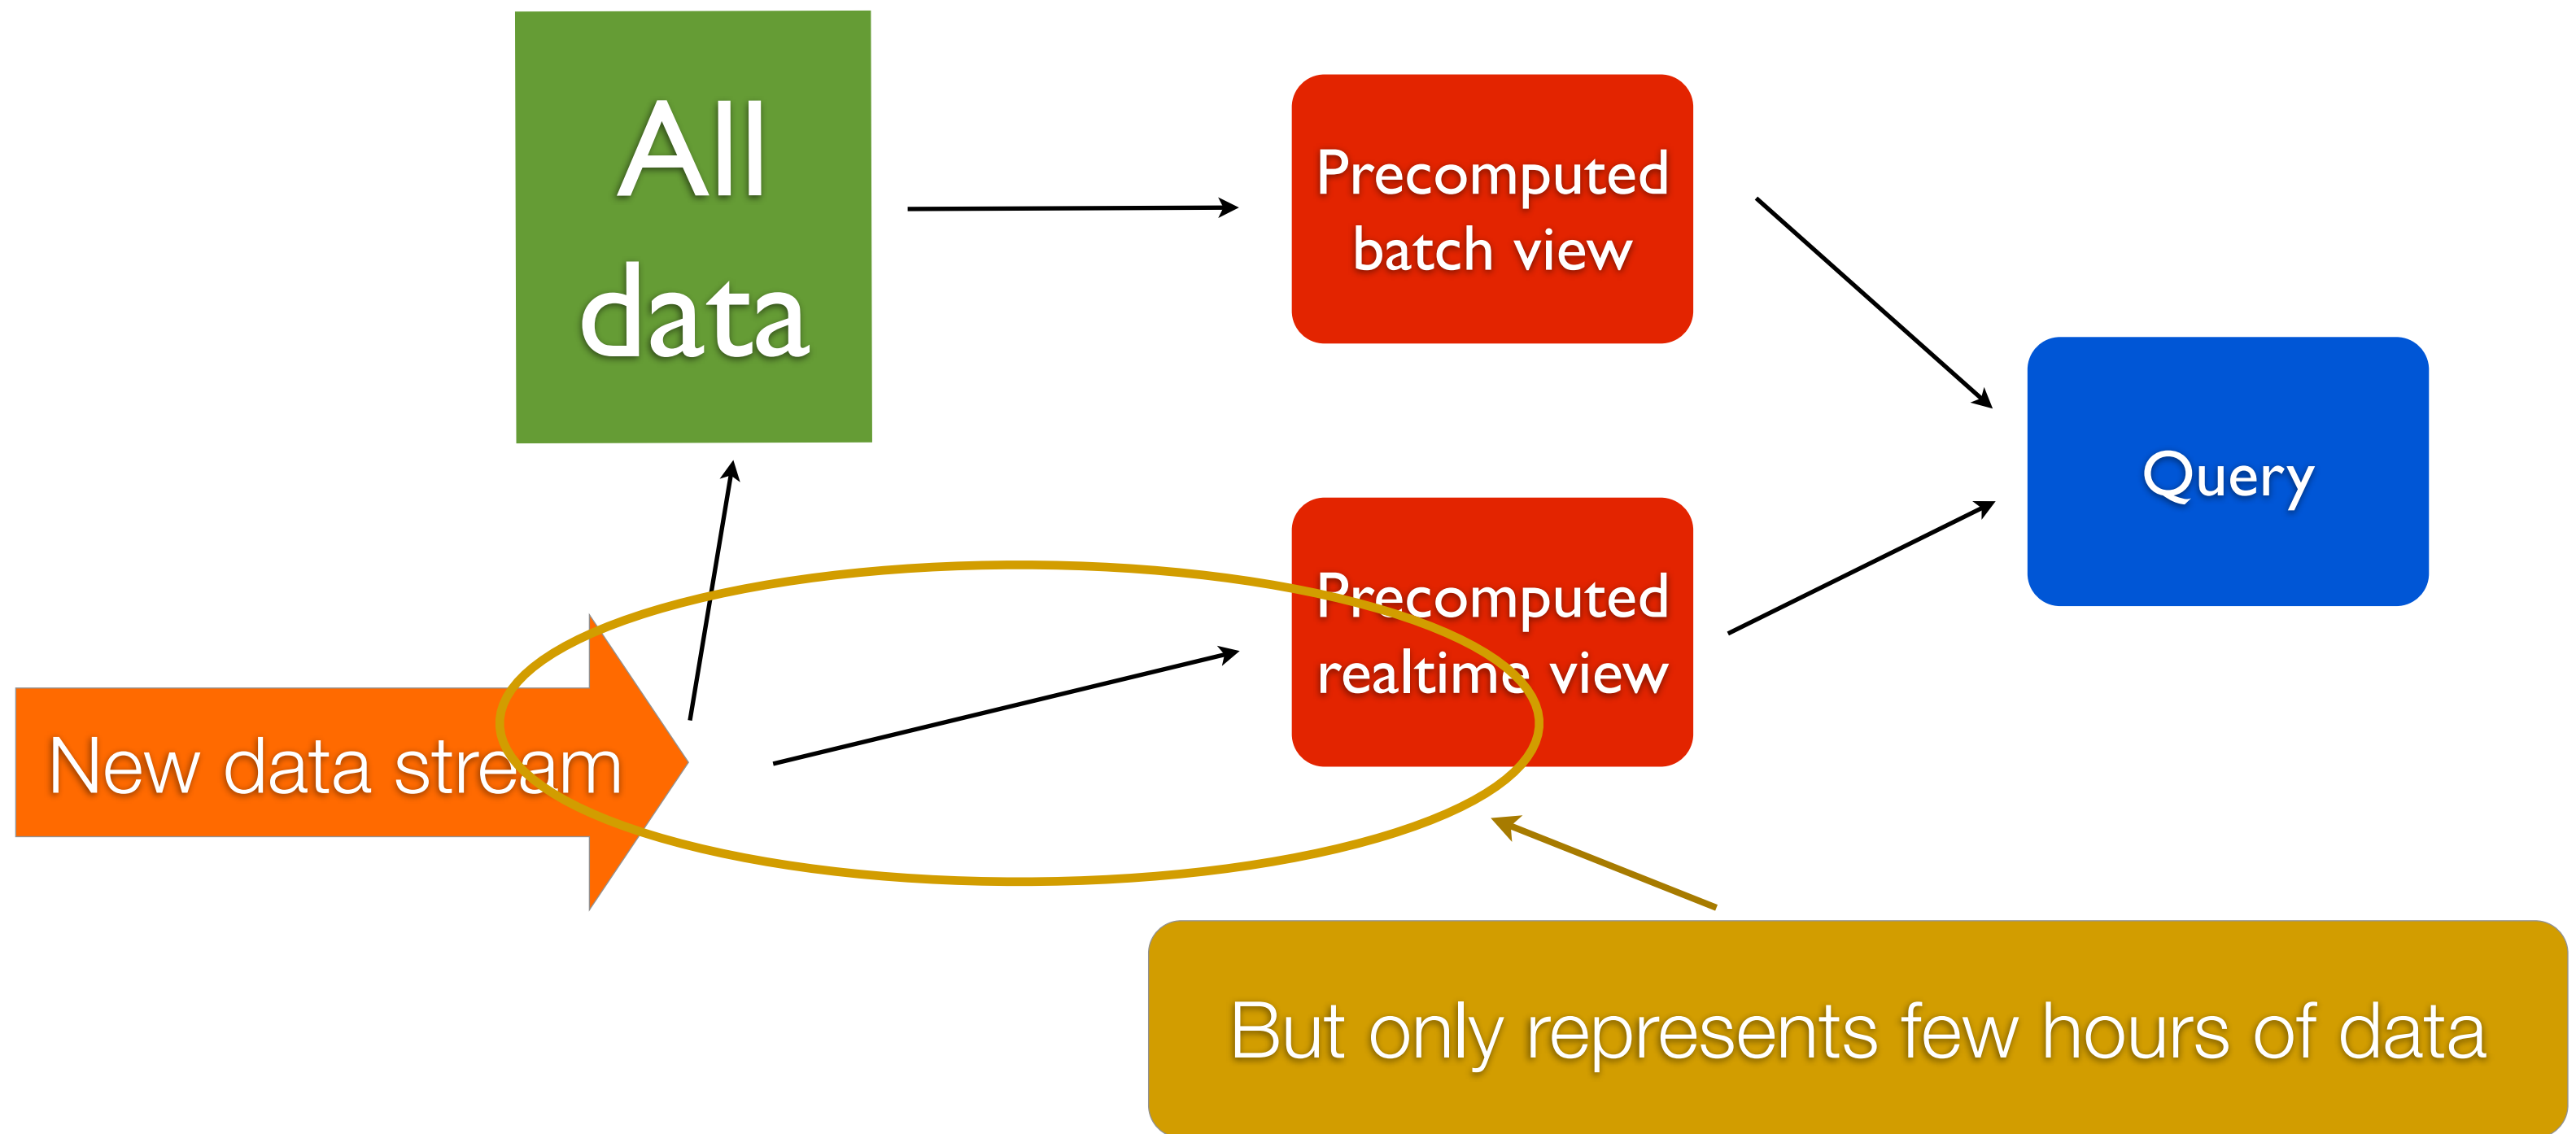 All
data
Precomputed
batch view
Query
Precomputed
realtime view
New data stream
But only represents few hours of data